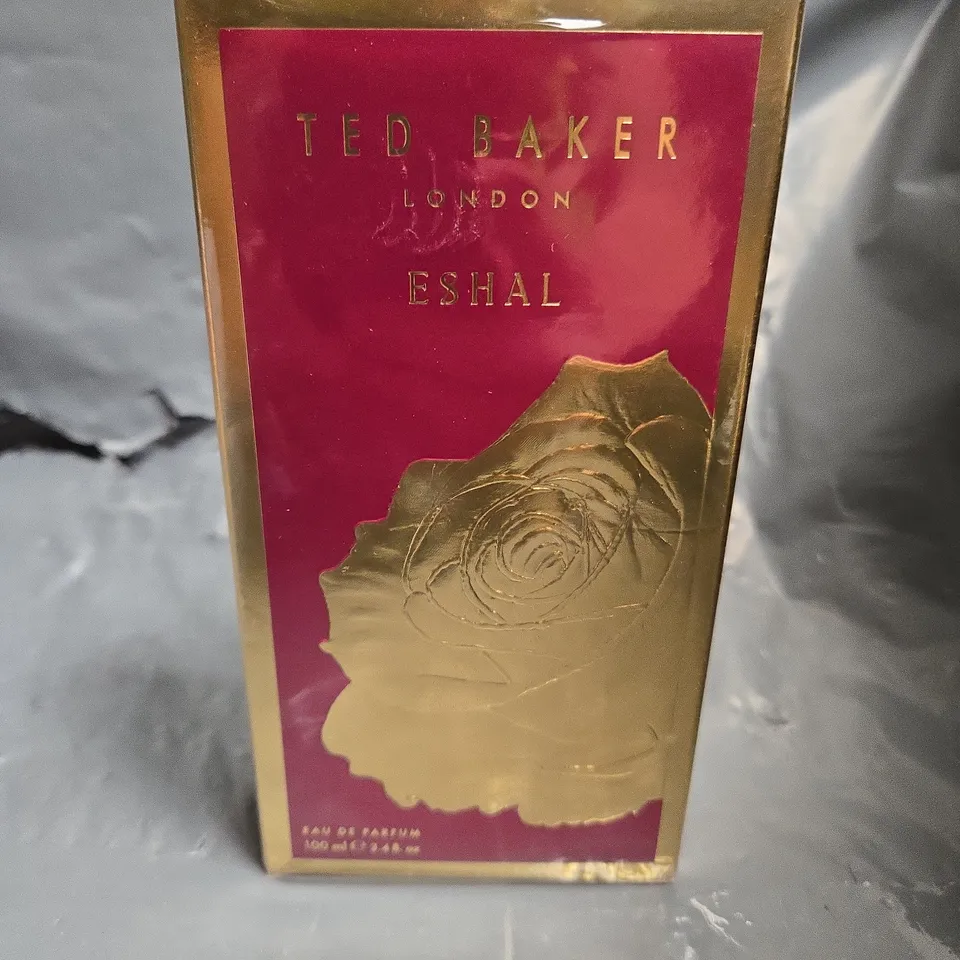 TED BAKER
LONDON
ESHAL
EAU DE PARFUM
100 ml ℮ 3.4 fl. oz